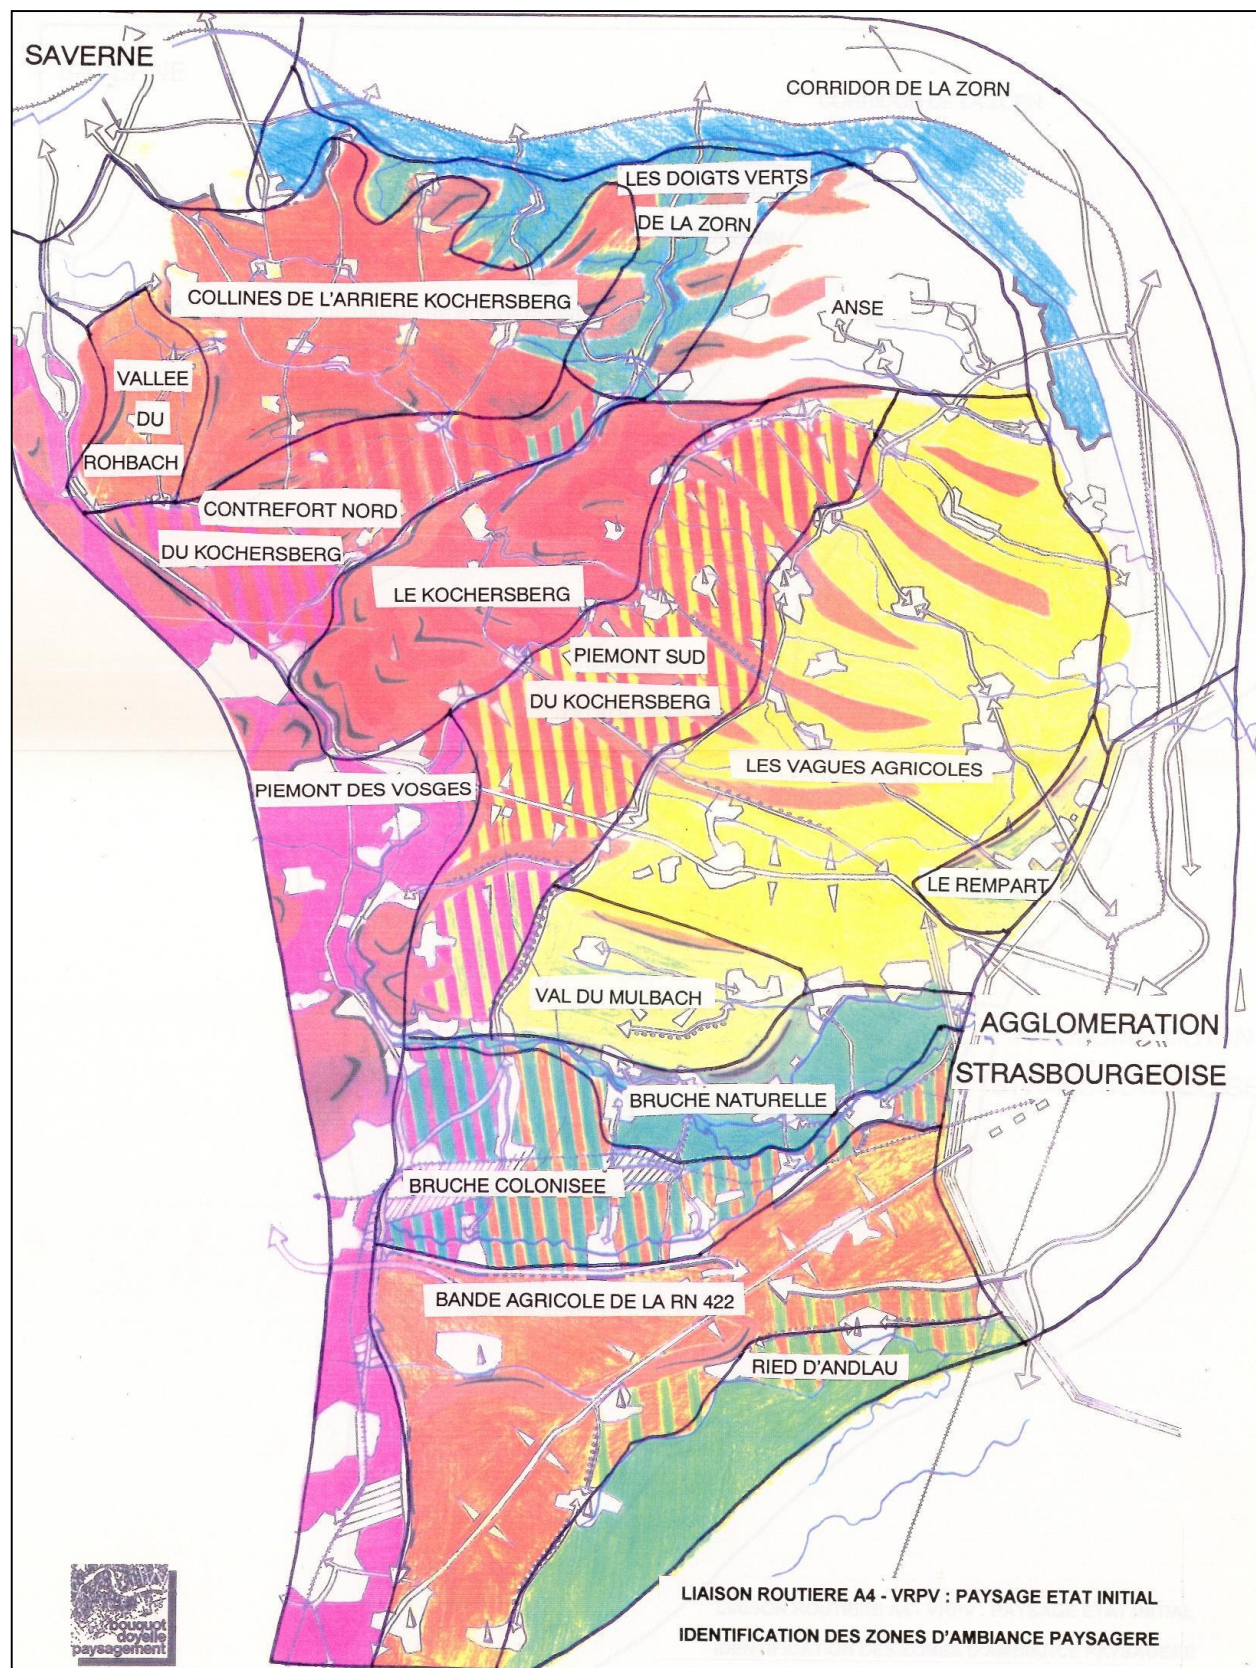 SAVERNE
CORRIDOR DE LA ZORN
LES DOIGTS VERTS
DE LA ZORN
COLLINES DE L'ARRIERE KOCHERSBERG
ANSE
VALLEE
DU
ROHBACH
CONTREFORT NORD
DU KOCHERSBERG
LE KOCHERSBERG
PIEMONT SUD
DU KOCHERSBERG
LES VAGUES AGRICOLES
PIEMONT DES VOSGES
LE REMPART
VAL DU MULBACH
AGGLOMERATION
STRASBOURGEOISE
BRUCHE NATURELLE
BRUCHE COLONISEE
BANDE AGRICOLE DE LA RN 422
RIED D'ANDLAU
LIAISON ROUTIERE A4 - VRPV : PAYSAGE ETAT INITIAL
IDENTIFICATION DES ZONES D'AMBIANCE PAYSAGERE
bouquot
doyelle
paysagement